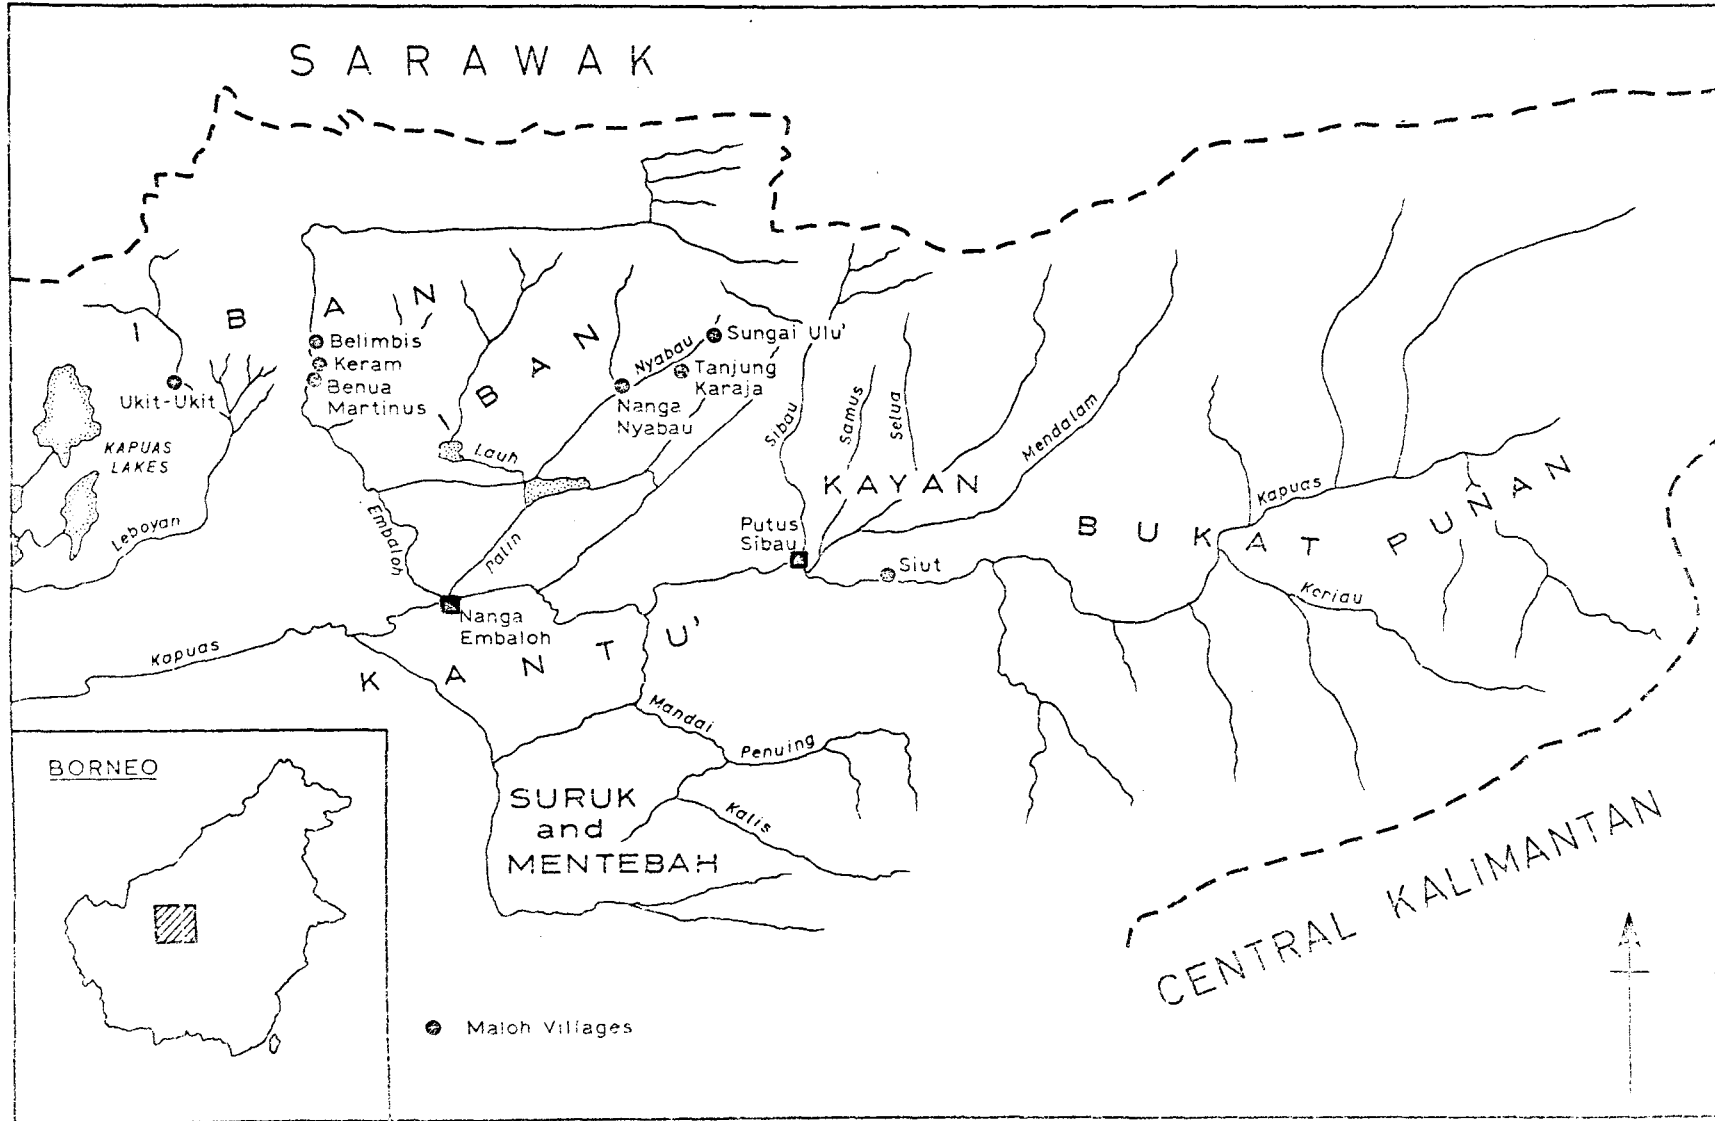 SARAWAK
IBAN
IBAN
Belimbis
Keram
Benua
Martinus
Ukit-Ukit
KAPUAS
LAKES
Leboyan
Embaloh
Lauh
Palin
Nyabau
Sungai Ulu'
Tanjung
Karaja
Nanga
Nyabau
Sibau
Samus
Selua
Mendalam
KAYAN
Putus
Sibau
Siut
BUKAT
PUNAN
Kapuas
Keriau
Nanga
Embaloh
Kapuas
KANTU'
Mandai
Penuing
Kalis
SURUK
and
MENTEBAH
CENTRAL KALIMANTAN
BORNEO
Maloh Villages